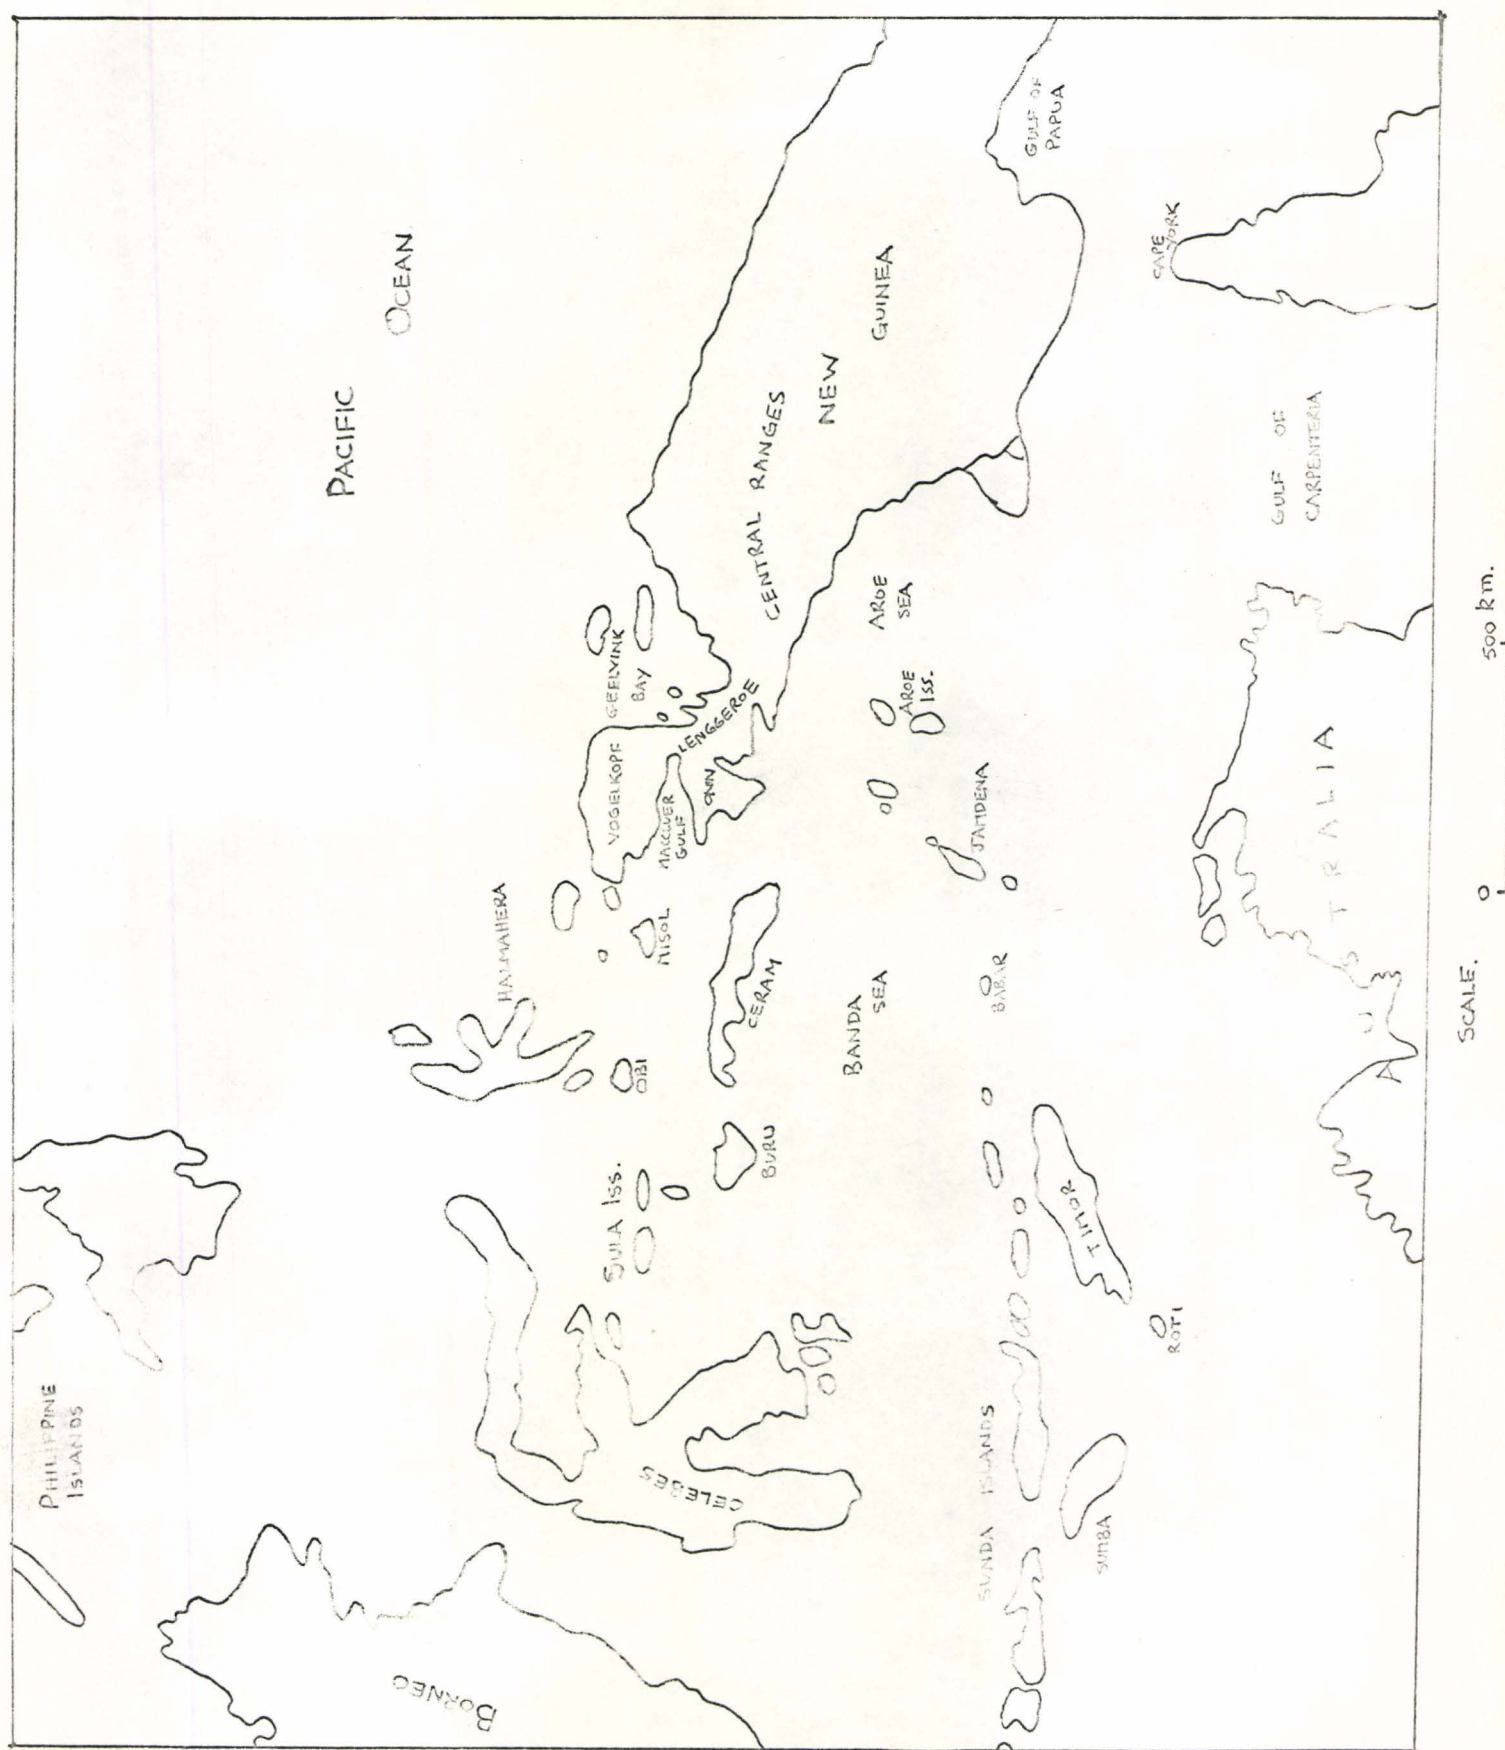 PHILIPPINE
ISLANDS
PACIFIC
OCEAN
BORNEO
CELEBES
HALMAHERA
SULA ISS.
OBI
MISOL
BURU
CERAM
VOGELKOPF
GEELVINK
BAY
MACCLUER
GULF
ONIN
LENGGEROE
CENTRAL RANGES
NEW
GUINEA
GULF OF
PAPUA
BANDA
SEA
AROE
ISS.
AROE
SEA
JAMDENA
BABAR
SUNDA ISLANDS
SUMBA
TIMOR
ROTI
CAPE
YORK
GULF OF
CARPENTERIA
AUSTRALIA
SCALE.
0 500 km.